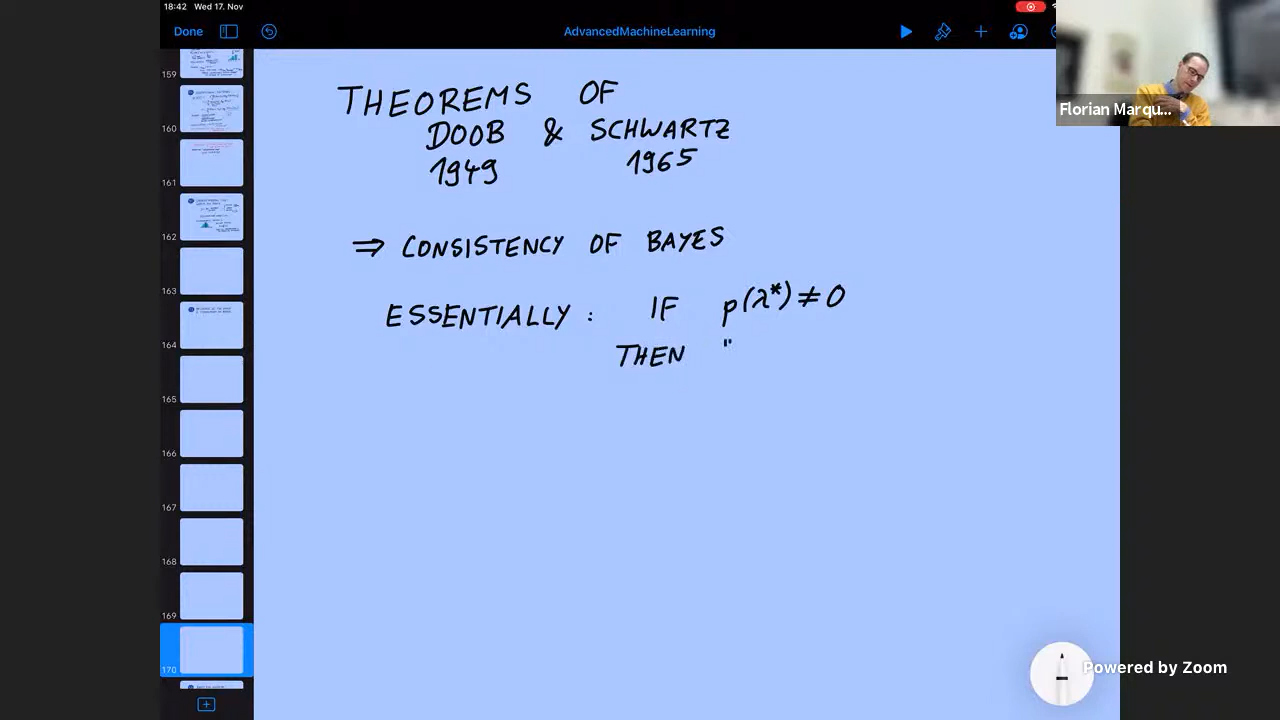 18:42 Wed 17. Nov
Done
AdvancedMachineLearning
Florian Marqu...
159
160
161
162
163
164
165
166
167
168
169
170
THEOREMS OF
DOOB & SCHWARTZ
1949 1965
⇒ CONSISTENCY OF BAYES
ESSENTIALLY : IF p(λ*) ≠ 0
THEN "
Powered by Zoom